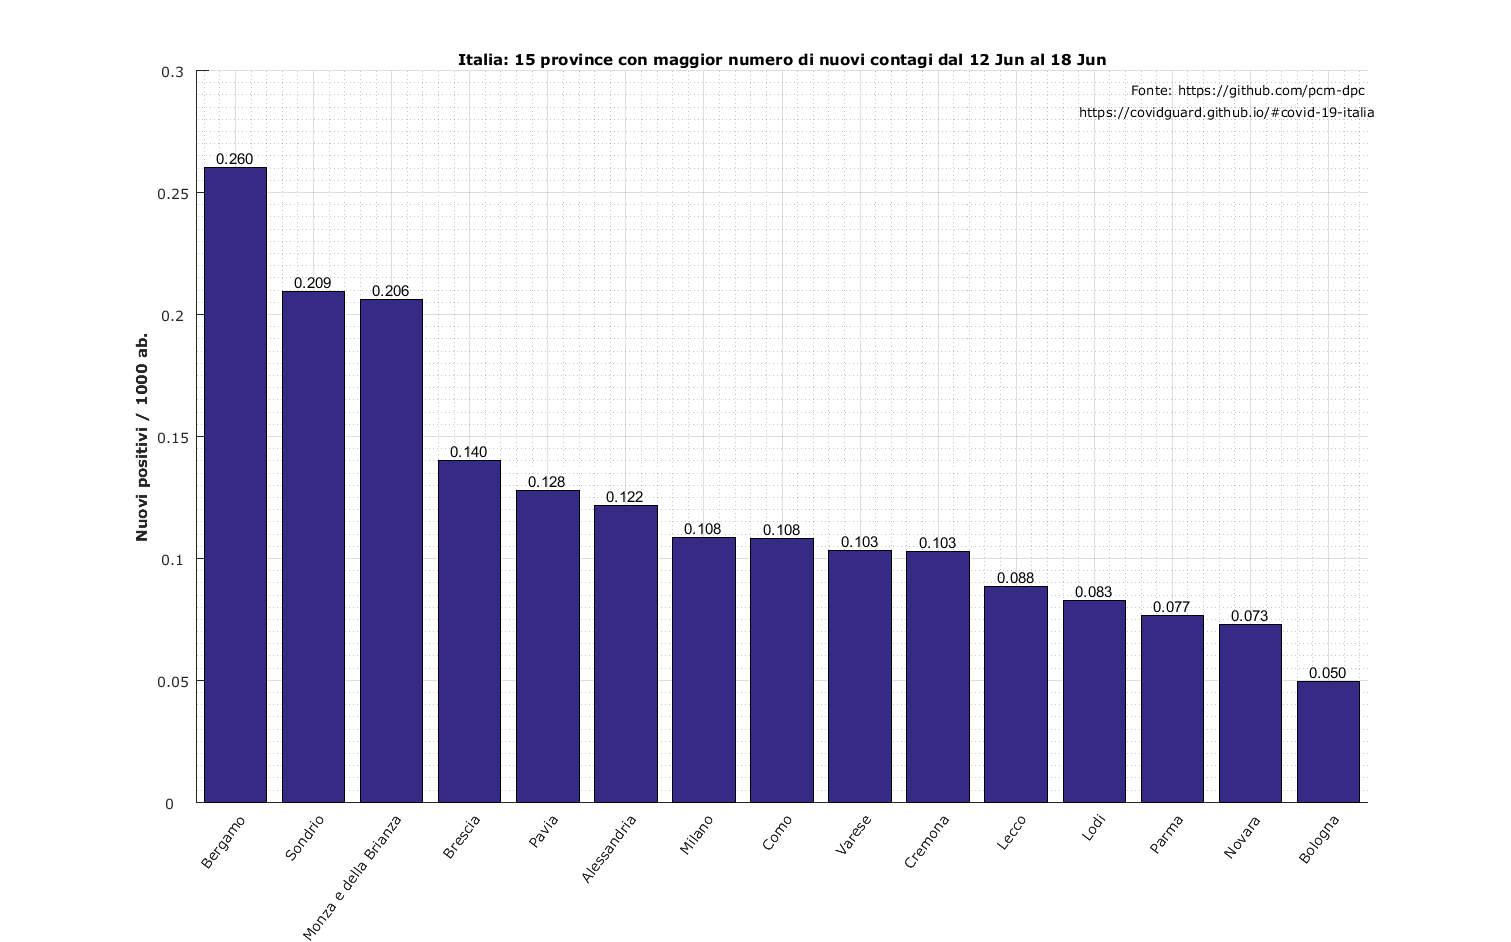 Italia: 15 province con maggior numero di nuovi contagi dal 12 Jun al 18 Jun
Fonte: https://github.com/pcm-dpc
https://covidguard.github.io/#covid-19-italia
Nuovi positivi / 1000 ab.
0.3
0.25
0.2
0.15
0.1
0.05
0
0.260
0.209
0.206
0.140
0.128
0.122
0.108
0.108
0.103
0.103
0.088
0.083
0.077
0.073
0.050
Bergamo
Sondrio
Monza e della Brianza
Brescia
Pavia
Alessandria
Milano
Como
Varese
Cremona
Lecco
Lodi
Parma
Novara
Bologna